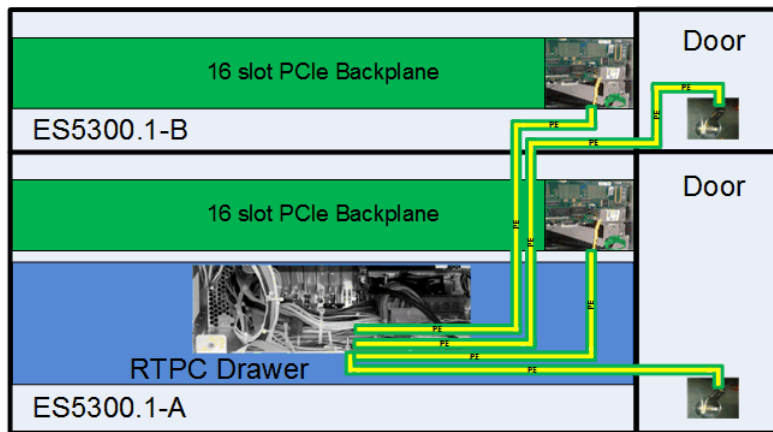 16 slot PCIe Backplane
Door
PE
ES5300.1-B
PE
PE
16 slot PCIe Backplane
Door
PE
PE
PE
PE
PE
RTPC Drawer
PE
ES5300.1-A